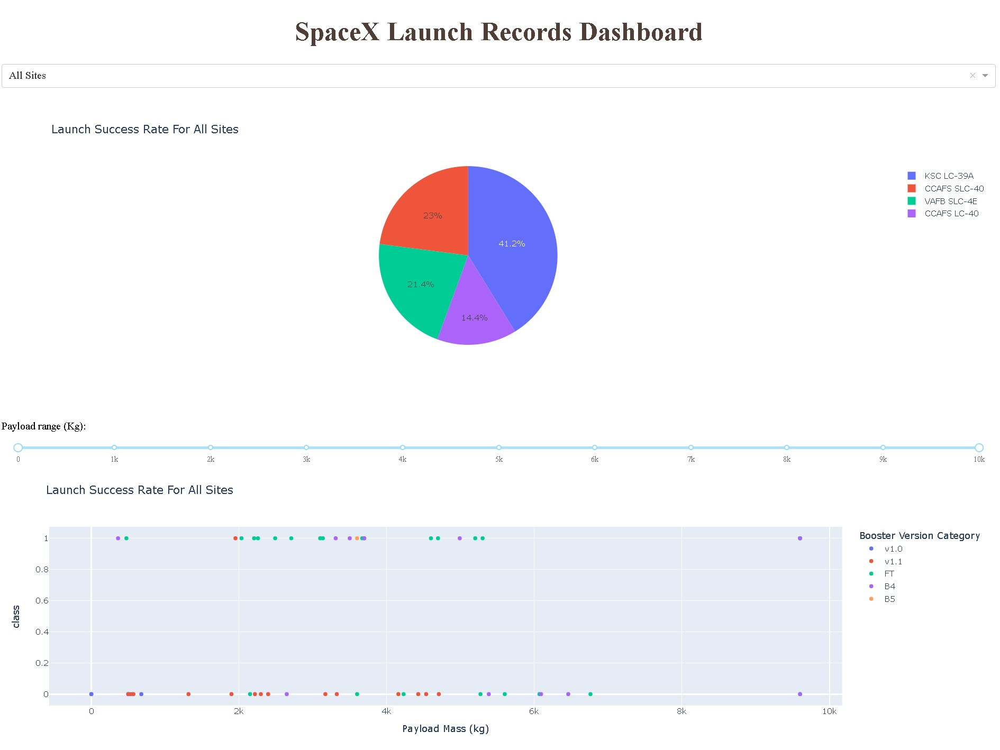 SpaceX Launch Records Dashboard
All Sites
Launch Success Rate For All Sites
KSC LC-39A
CCAFS SLC-40
VAFB SLC-4E
CCAFS LC-40
23%
41.2%
21.4%
14.4%
Payload range (Kg):
0 1k 2k 3k 4k 5k 6k 7k 8k 9k 10k
Launch Success Rate For All Sites
Booster Version Category
v1.0
v1.1
FT
B4
B5
1
0.8
0.6
0.4
0.2
0
class
0 2k 4k 6k 8k 10k
Payload Mass (kg)